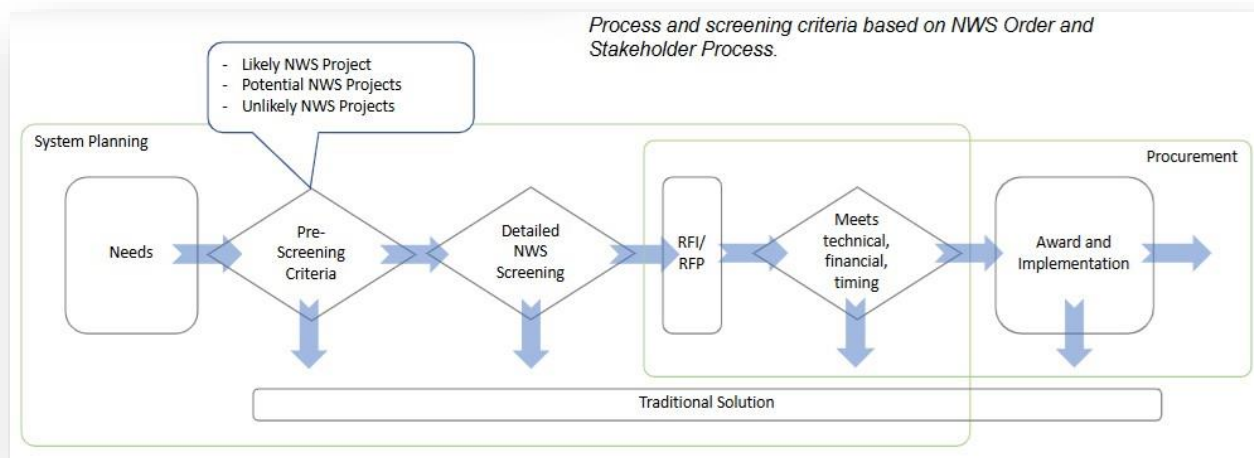 Process and screening criteria based on NWS Order and
Stakeholder Process.
- Likely NWS Project
- Potential NWS Projects
- Unlikely NWS Projects
System Planning
Procurement
Needs
Pre-
Screening
Criteria
Detailed
NWS
Screening
RFI/
RFP
Meets
technical,
financial,
timing
Award and
Implementation
Traditional Solution